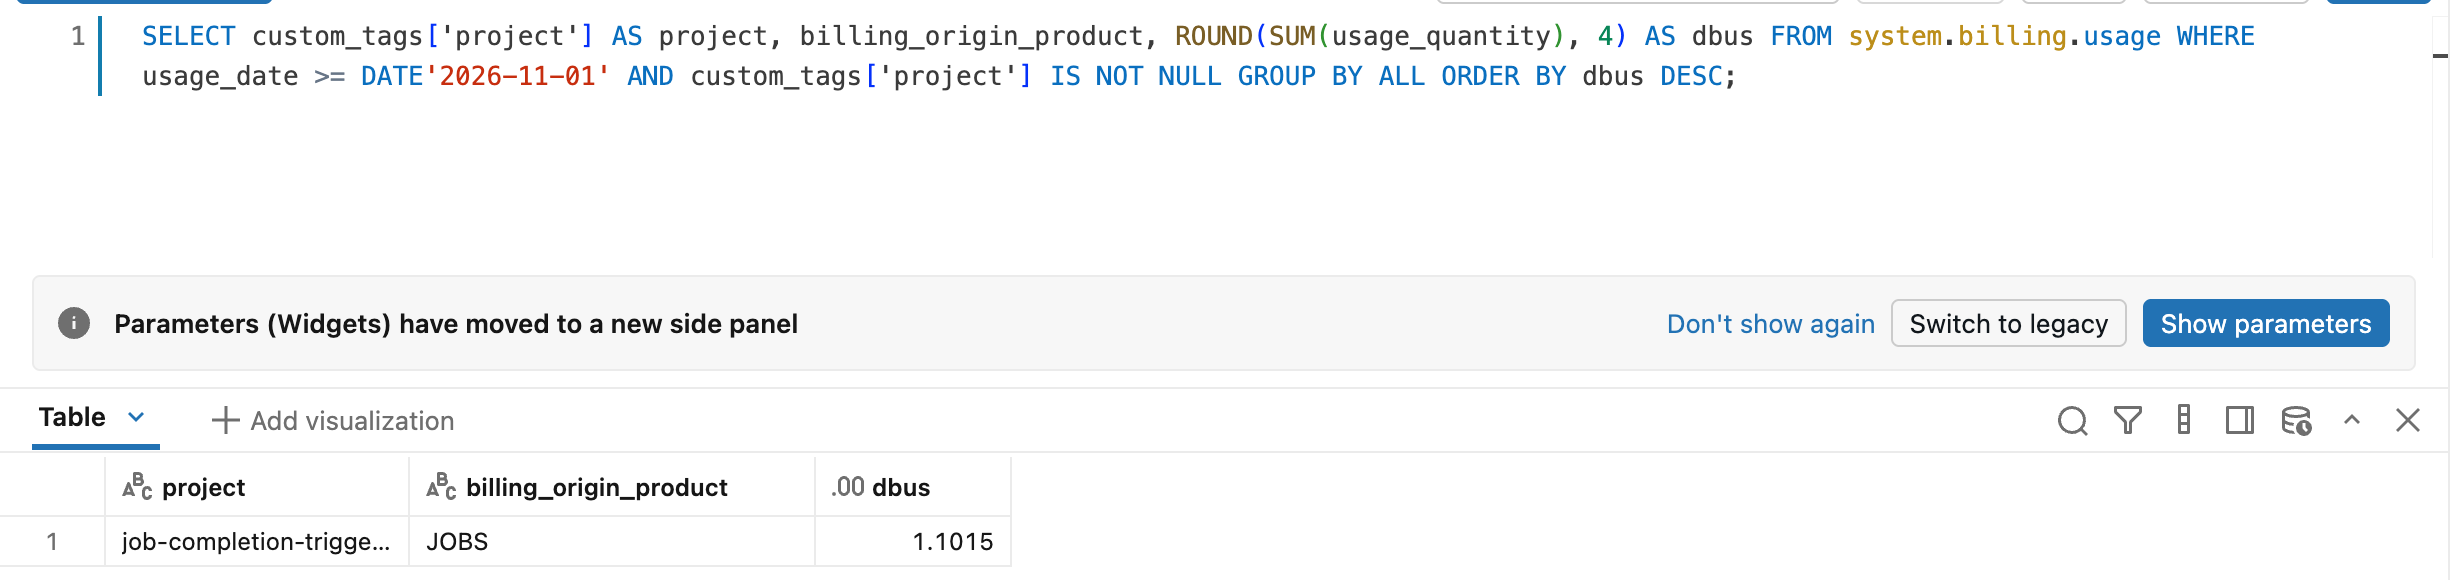 1 SELECT custom_tags['project'] AS project, billing_origin_product, ROUND(SUM(usage_quantity), 4) AS dbus FROM system.billing.usage WHERE
usage_date >= DATE'2026-11-01' AND custom_tags['project'] IS NOT NULL GROUP BY ALL ORDER BY dbus DESC;
Parameters (Widgets) have moved to a new side panel Don't show again Switch to legacy Show parameters
Table Add visualization
project billing_origin_product .00 dbus
1 job-completion-trigge... JOBS 1.1015